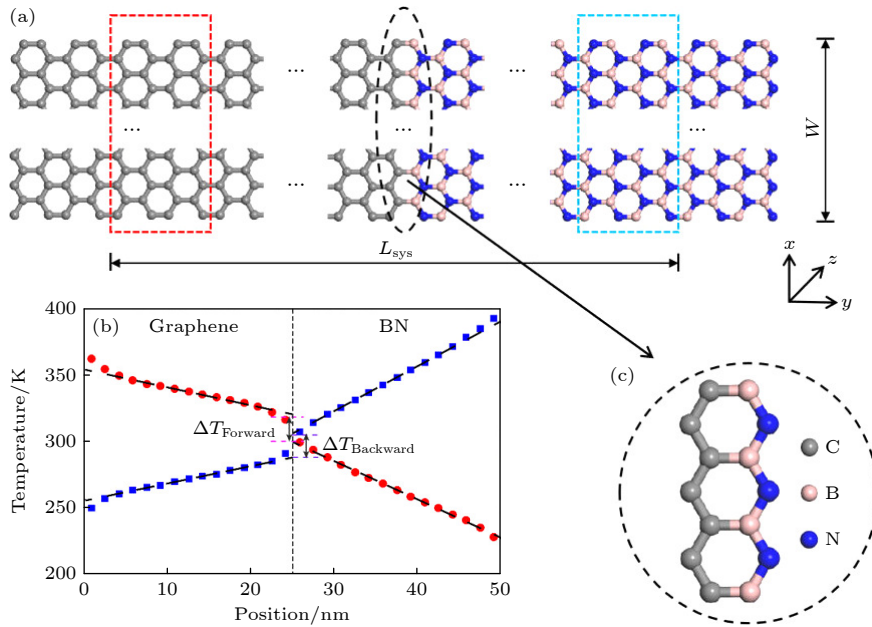 (a)
... ...
... ... ...
... ...
W
L_sys
x
z
y
(b)
Graphene BN
400
350
300
250
200
Temperature/K
ΔT_Forward
ΔT_Backward
0 10 20 30 40 50
Position/nm
(c)
C
B
N